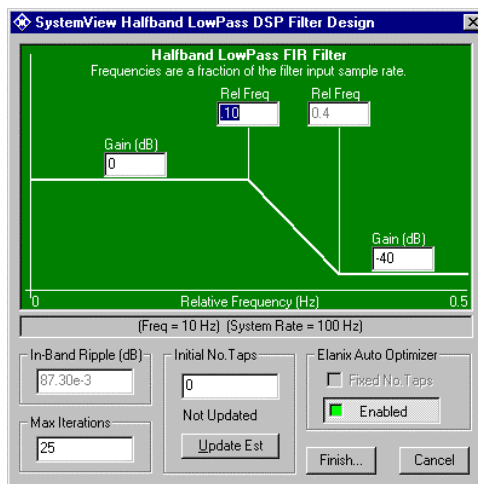 SystemView Halfband LowPass DSP Filter Design
Halfband LowPass FIR Filter
Frequencies are a fraction of the filter input sample rate.
Rel Freq Rel Freq
.10 0.4
Gain (dB)
0
Gain (dB)
-40
0 Relative Frequency (Hz) 0.5
(Freq = 10 Hz) (System Rate = 100 Hz)
In-Band Ripple (dB)
87.30e-3
Max Iterations
25
Initial No.Taps
0
Not Updated
Update Est
Elanix Auto Optimizer
Fixed No.Taps
Enabled
Finish... Cancel